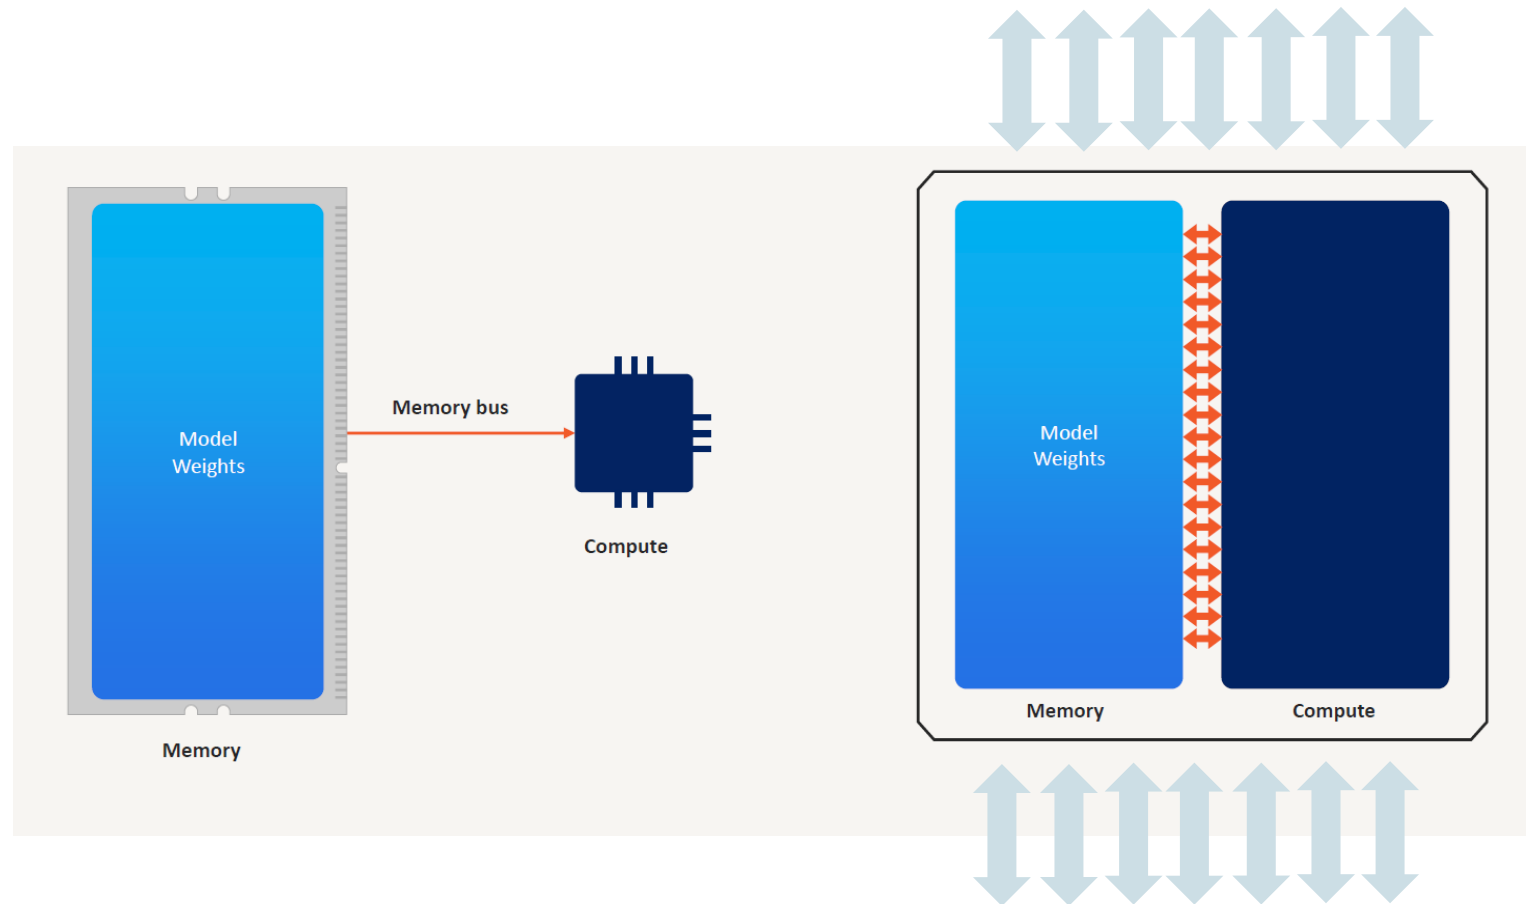 Model
Weights
Memory bus
Compute
Memory
Model
Weights
Memory
Compute